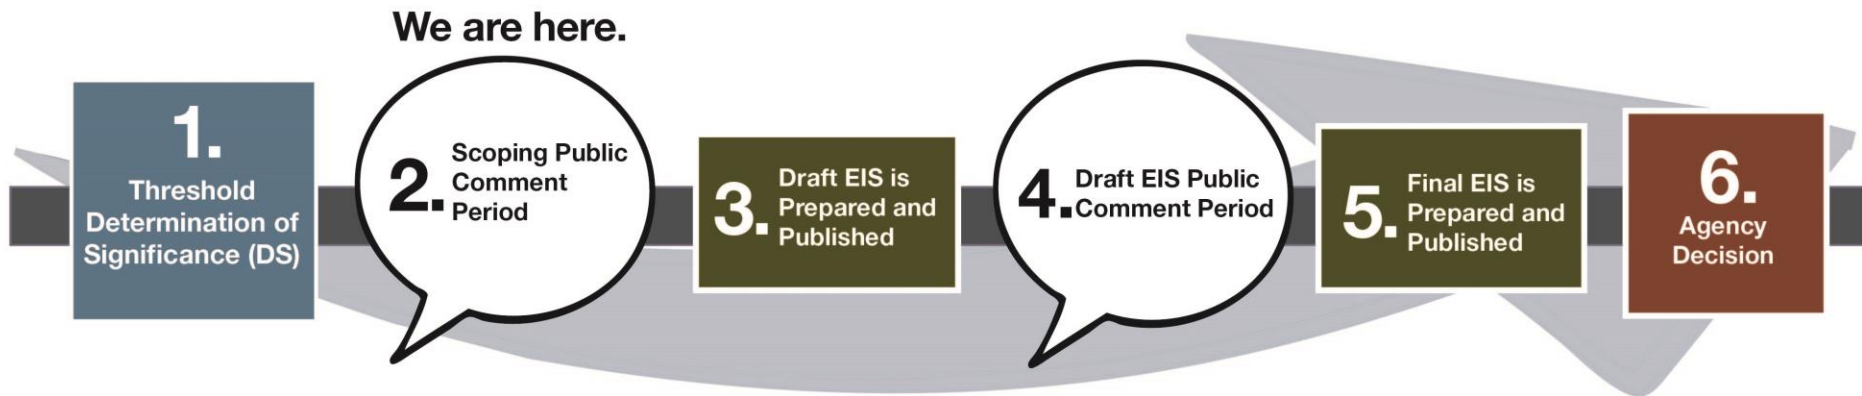 We are here.
1.
Threshold
Determination of
Significance (DS)
2.
Scoping Public
Comment
Period
3.
Draft EIS is
Prepared and
Published
4.
Draft EIS Public
Comment Period
5.
Final EIS is
Prepared and
Published
6.
Agency
Decision